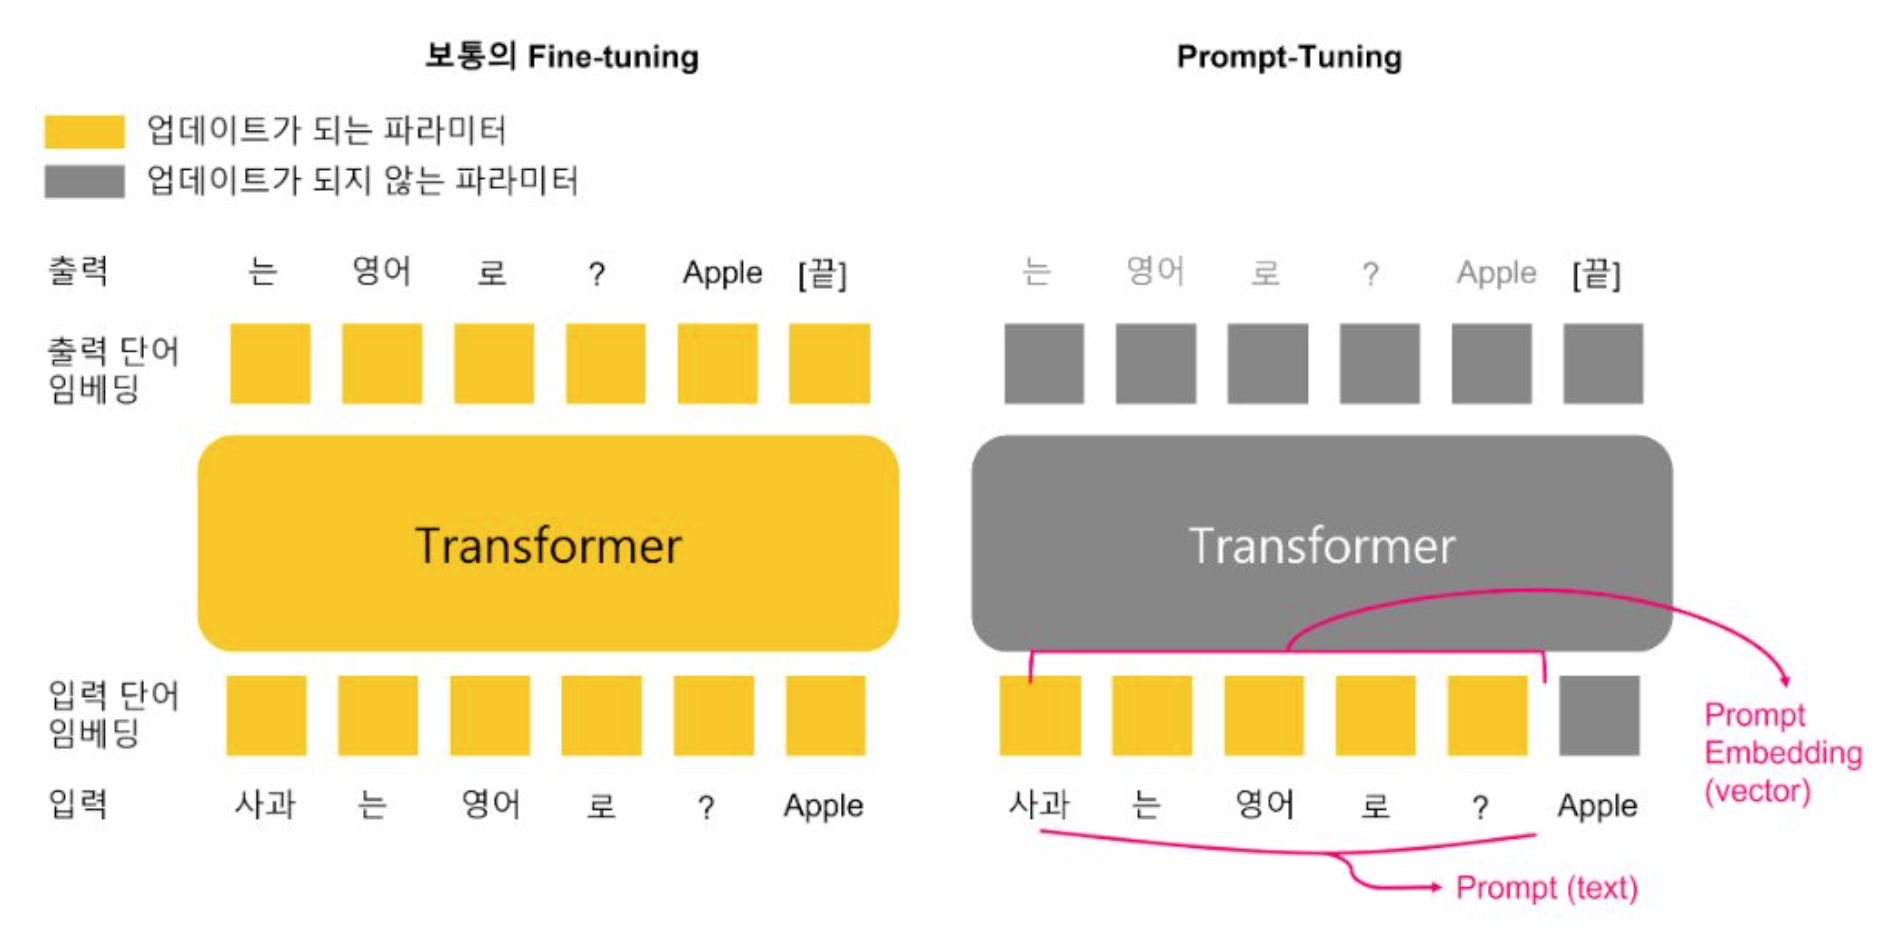 보통의 Fine-tuning
Prompt-Tuning
업데이트가 되는 파라미터
업데이트가 되지 않는 파라미터
출력 는 영어 로 ? Apple [끝]
는 영어 로 ? Apple [끝]
출력 단어
임베딩
Transformer
Transformer
입력 단어
임베딩
Prompt
Embedding
(vector)
입력 사과 는 영어 로 ? Apple
사과 는 영어 로 ? Apple
Prompt (text)